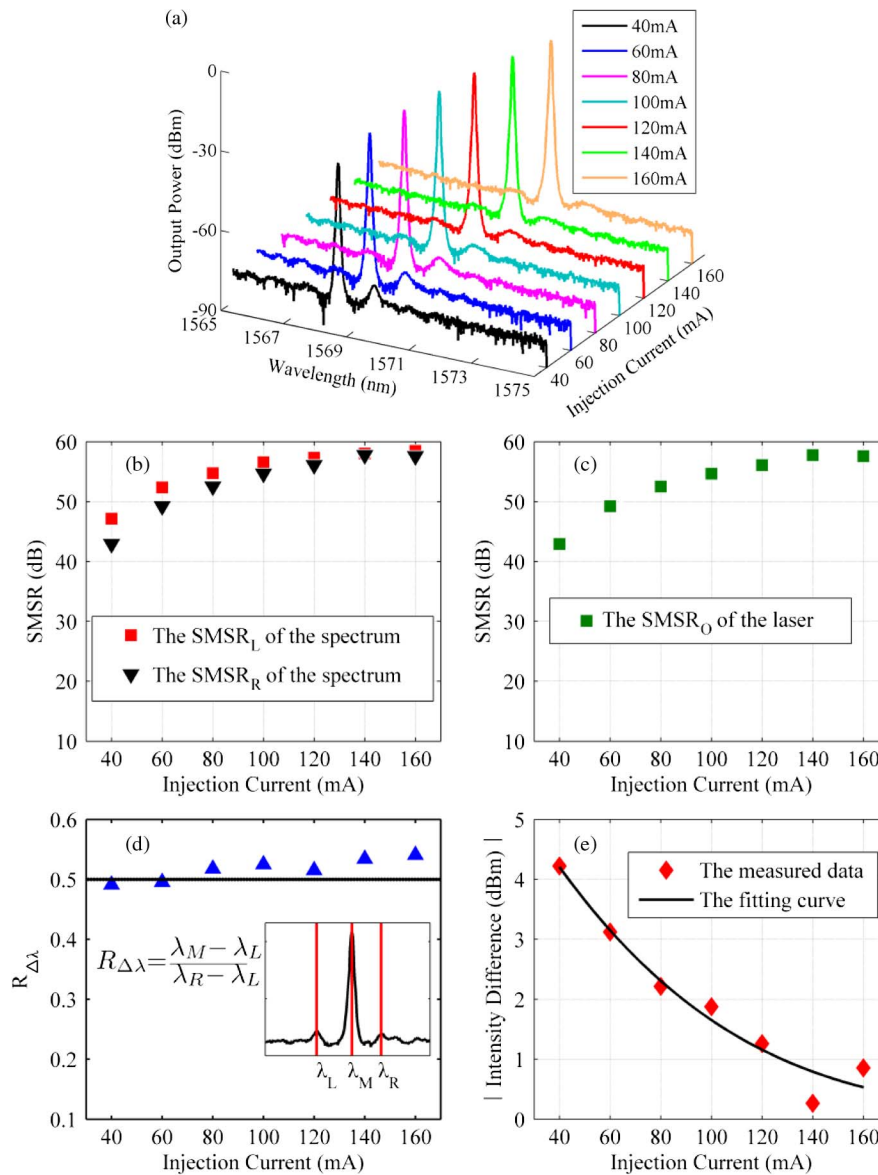 (a)
40mA
60mA
80mA
100mA
120mA
140mA
160mA
0
-30
-60
-90
Output Power (dBm)
1565
1567
1569
1571
1573
1575
Wavelength (nm)
40
60
80
100
120
140
160
Injection Current (mA)
(b)
60
50
40
30
20
10
SMSR (dB)
The SMSR_L of the spectrum
The SMSR_R of the spectrum
40 60 80 100 120 140 160
Injection Current (mA)
(c)
60
50
40
30
20
10
SMSR (dB)
The SMSR_O of the laser
40 60 80 100 120 140 160
Injection Current (mA)
(d)
0.6
0.5
0.4
0.3
0.2
0.1
R_Δλ
R_Δλ = (λ_M − λ_L) / (λ_R − λ_L)
λ_L λ_M λ_R
40 60 80 100 120 140 160
Injection Current (mA)
(e)
5
4
3
2
1
0
| Intensity Difference (dBm) |
The measured data
The fitting curve
40 60 80 100 120 140 160
Injection Current (mA)